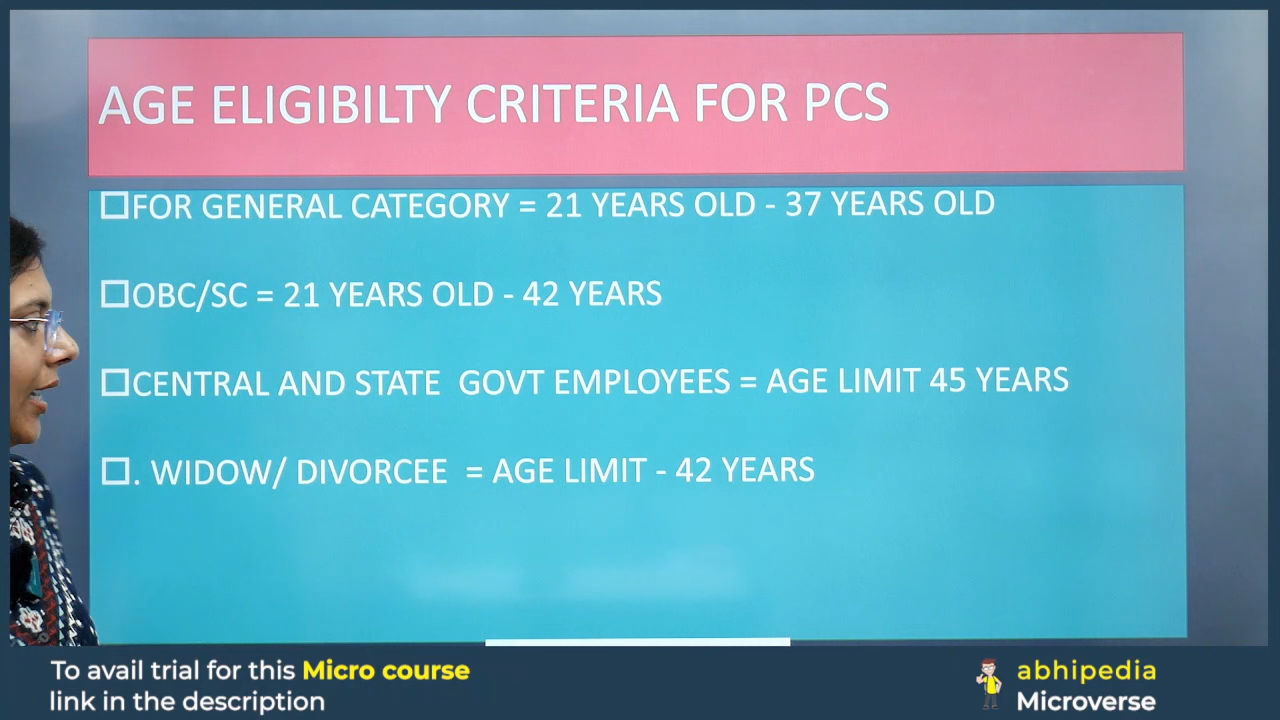 AGE ELIGIBILTY CRITERIA FOR PCS
FOR GENERAL CATEGORY = 21 YEARS OLD - 37 YEARS OLD
OBC/SC = 21 YEARS OLD - 42 YEARS
CENTRAL AND STATE GOVT EMPLOYEES = AGE LIMIT 45 YEARS
. WIDOW/ DIVORCEE = AGE LIMIT - 42 YEARS
To avail trial for this Micro course
link in the description
abhipedia
Microverse